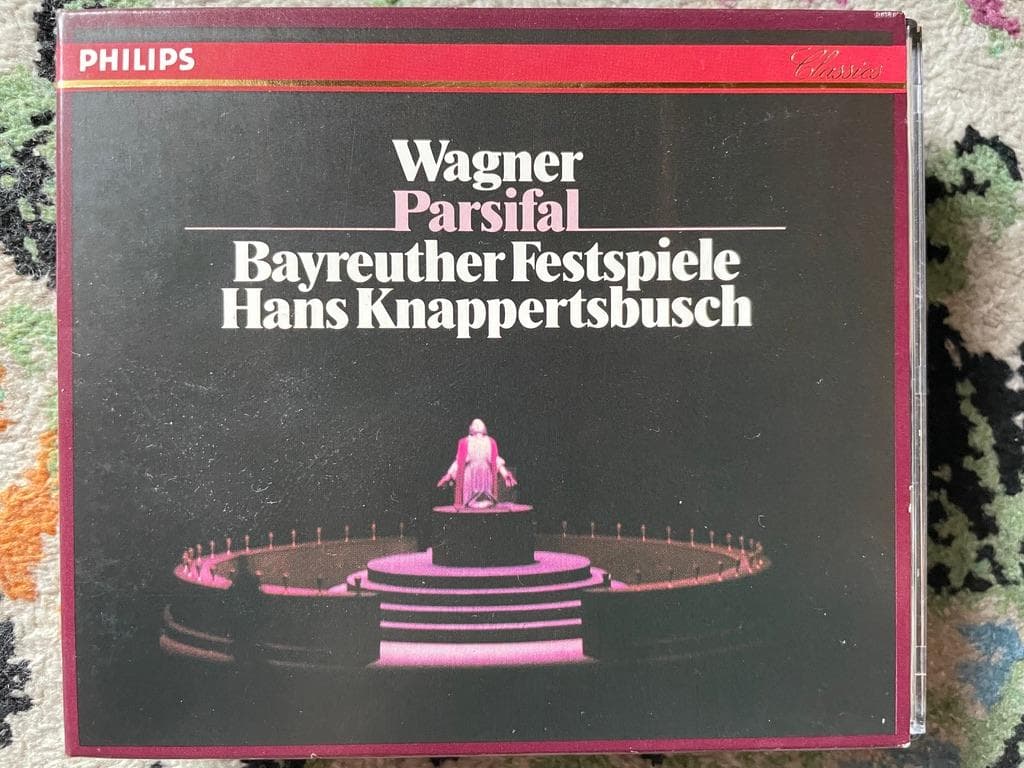 PHILIPS
Classics
Wagner
Parsifal
Bayreuther Festspiele
Hans Knappertsbusch